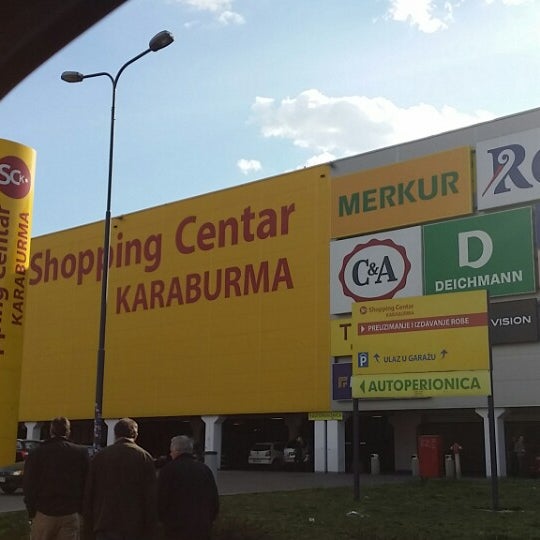 SC
Shopping Centar
KARABURMA
Shopping Centar
KARABURMA
MERKUR
C&A
D
DEICHMANN
VISION
Shopping Centar
KARABURMA
PREUZIMANJE I IZDAVANJE ROBE
P ULAZ U GARAŽU
AUTOPERIONICA